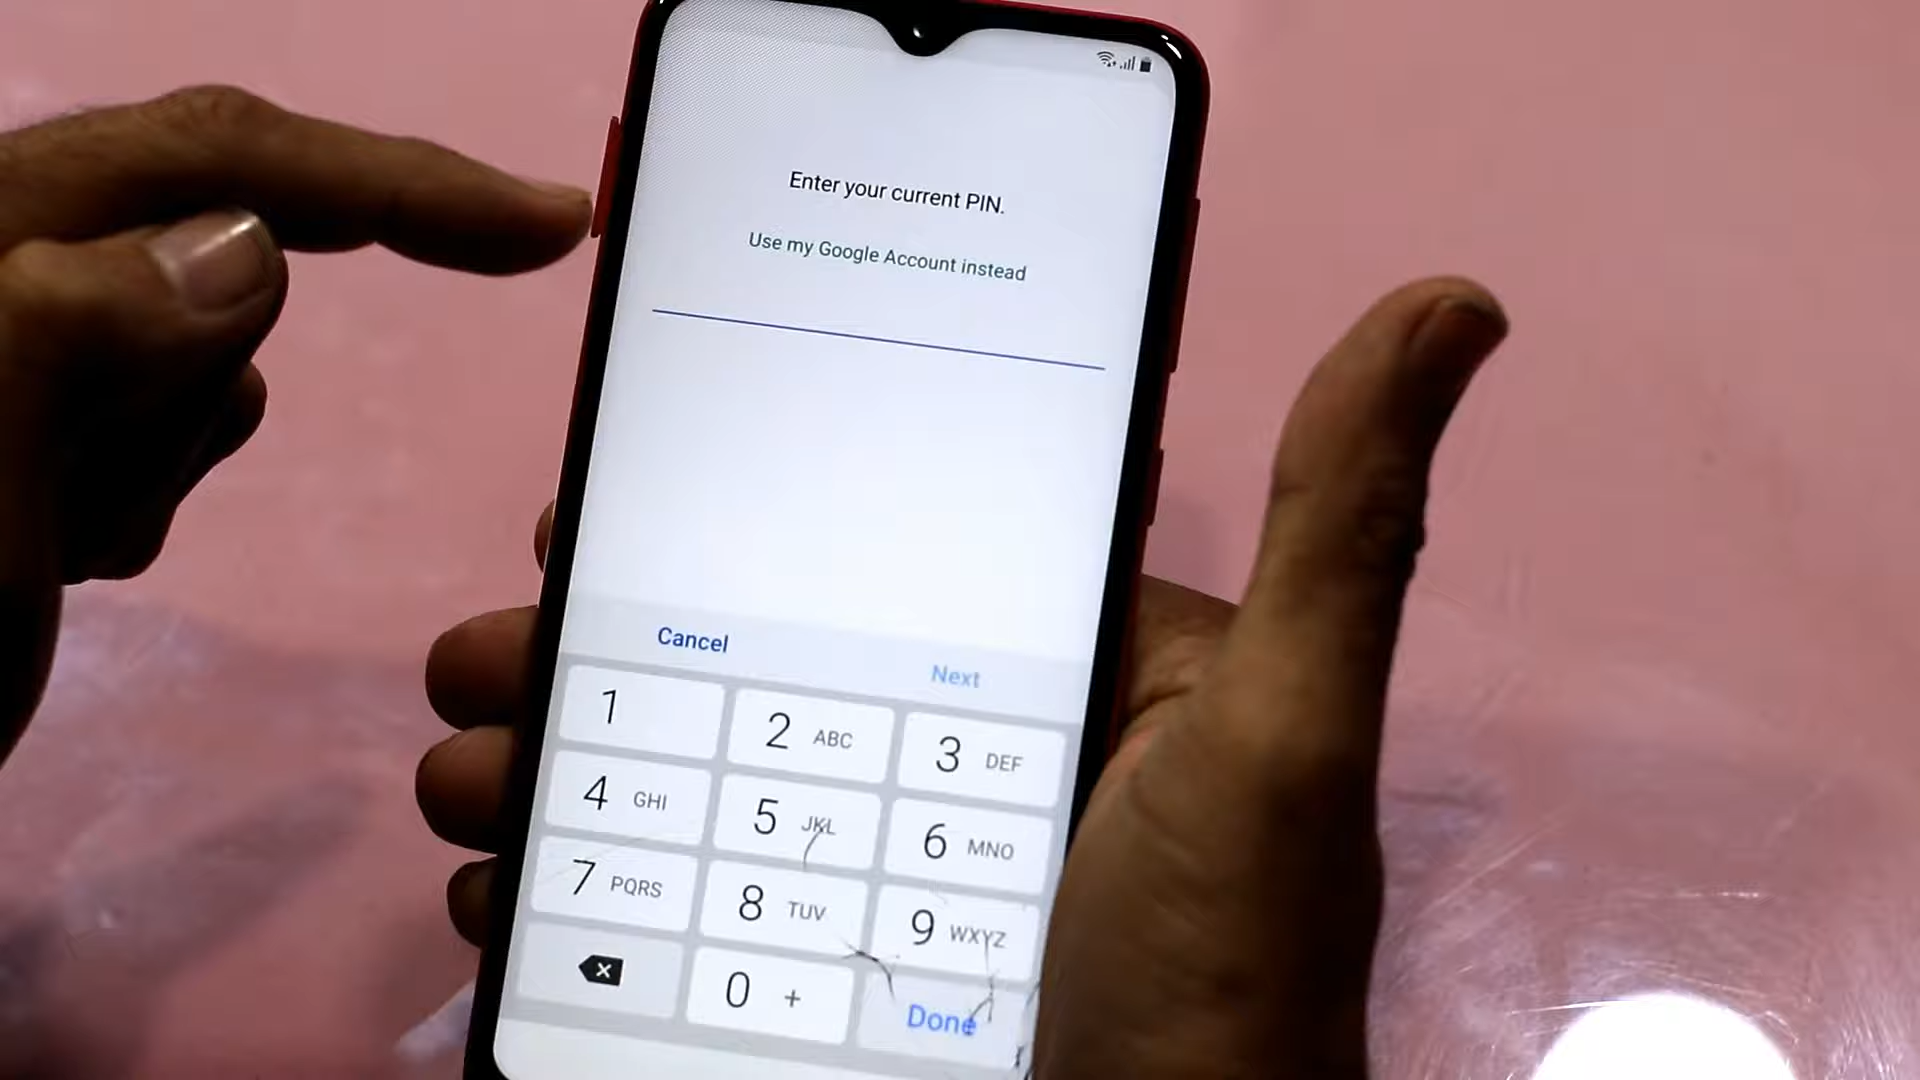 Enter your current PIN.
Use my Google Account instead
Cancel
Next
1
2 ABC
3 DEF
4 GHI
5 JKL
6 MNO
7 PQRS
8 TUV
9 WXYZ
0 +
Done